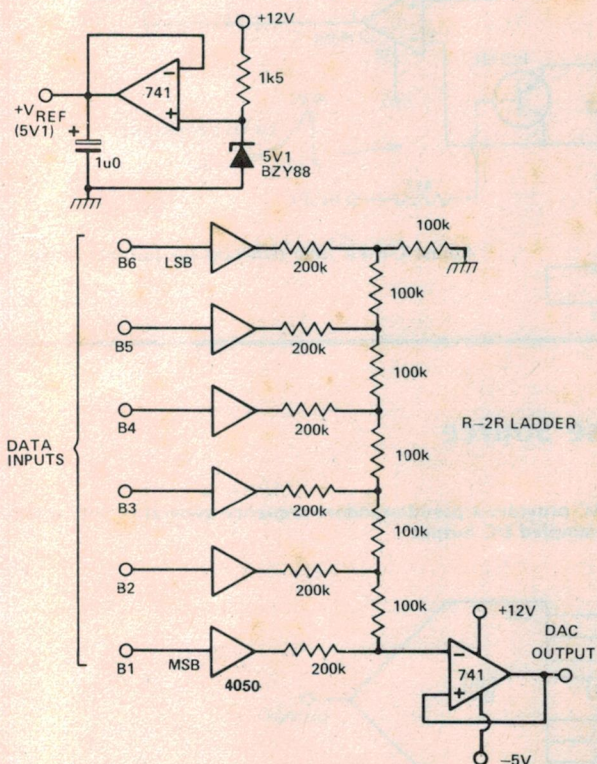 +12V
1k5
−
741
+
+VREF
(5V1)
+
1u0
5V1
BZY88
100k
B6
LSB
200k
100k
B5
200k
100k
B4
200k
R–2R LADDER
DATA
INPUTS
100k
B3
200k
100k
B2
200k
100k
+12V
DAC
OUTPUT
B1
MSB
4050
200k
−
741
+
−5V